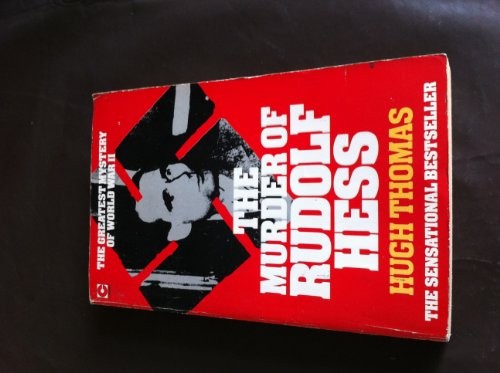 THE GREATEST MYSTERY
OF WORLD WAR II
THE
MURDER OF
RUDOLF
HESS
HUGH THOMAS
THE SENSATIONAL BESTSELLER